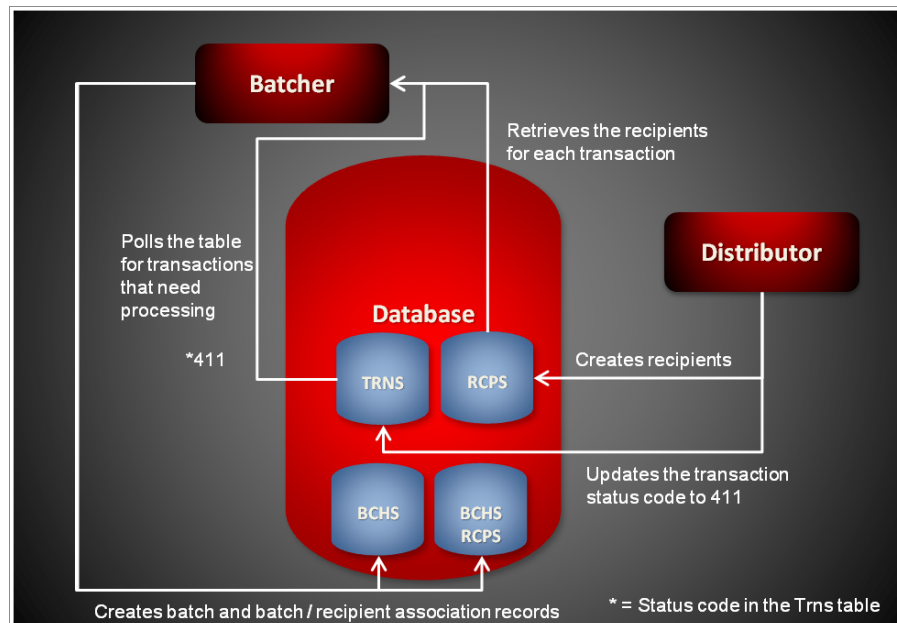 Batcher
Retrieves the recipients
for each transaction
Polls the table
for transactions
that need
processing
*411
Distributor
Database
TRNS
RCPS
Creates recipients
Updates the transaction
status code to 411
BCHS
BCHS
RCPS
Creates batch and batch / recipient association records
* = Status code in the Trns table